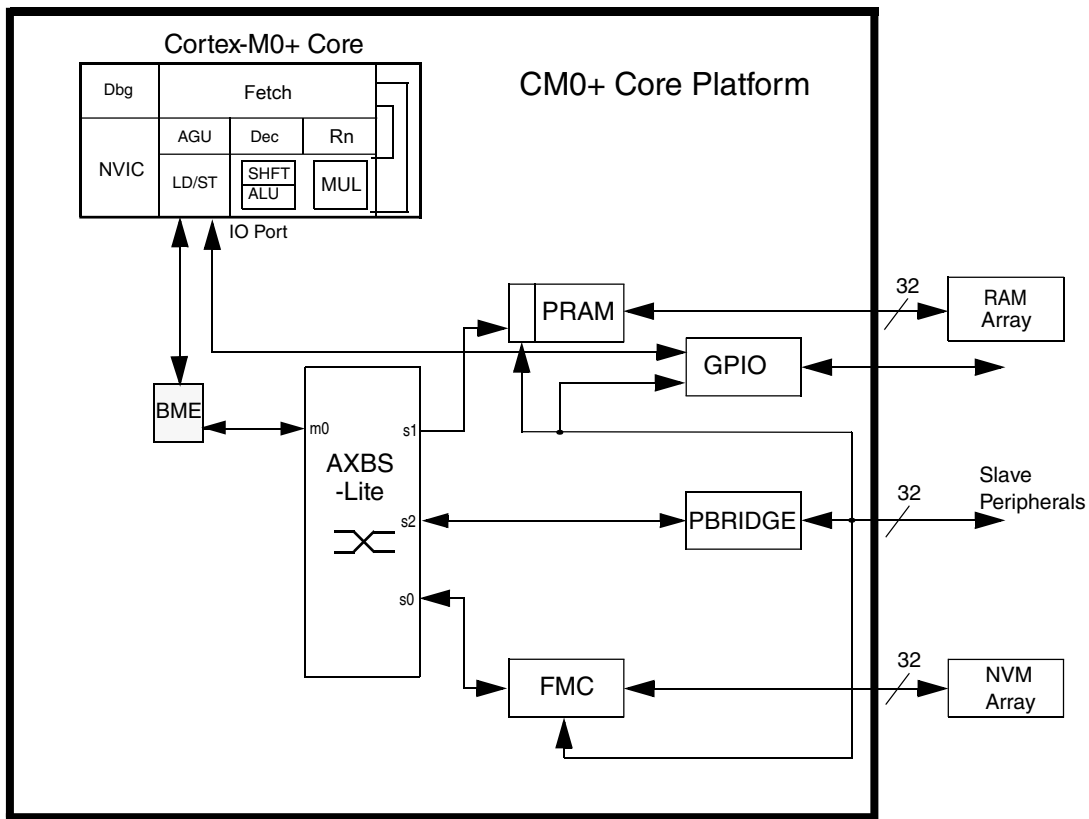 Cortex-M0+ Core
CM0+ Core Platform
Dbg
Fetch
AGU
Dec
Rn
NVIC
LD/ST
SHFT
ALU
MUL
IO Port
PRAM
32
RAM
Array
GPIO
BME
m0
s1
AXBS
-Lite
s2
s0
PBRIDGE
32
Slave
Peripherals
FMC
32
NVM
Array